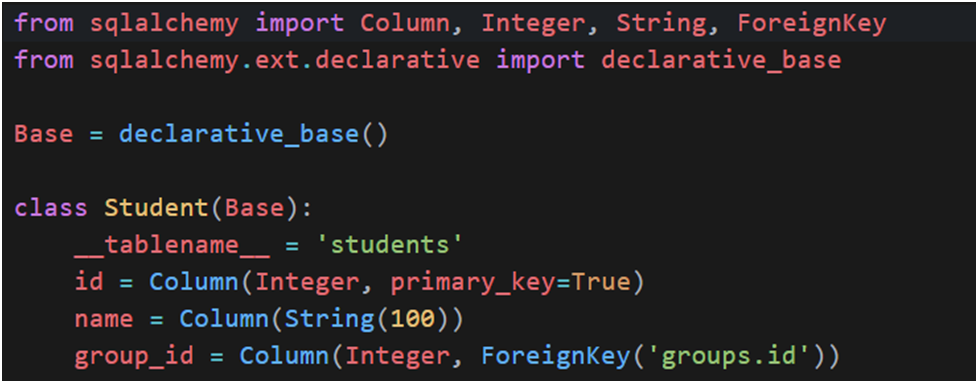 from sqlalchemy import Column, Integer, String, ForeignKey
from sqlalchemy.ext.declarative import declarative_base

Base = declarative_base()

class Student(Base):
    __tablename__ = 'students'
    id = Column(Integer, primary_key=True)
    name = Column(String(100))
    group_id = Column(Integer, ForeignKey('groups.id'))